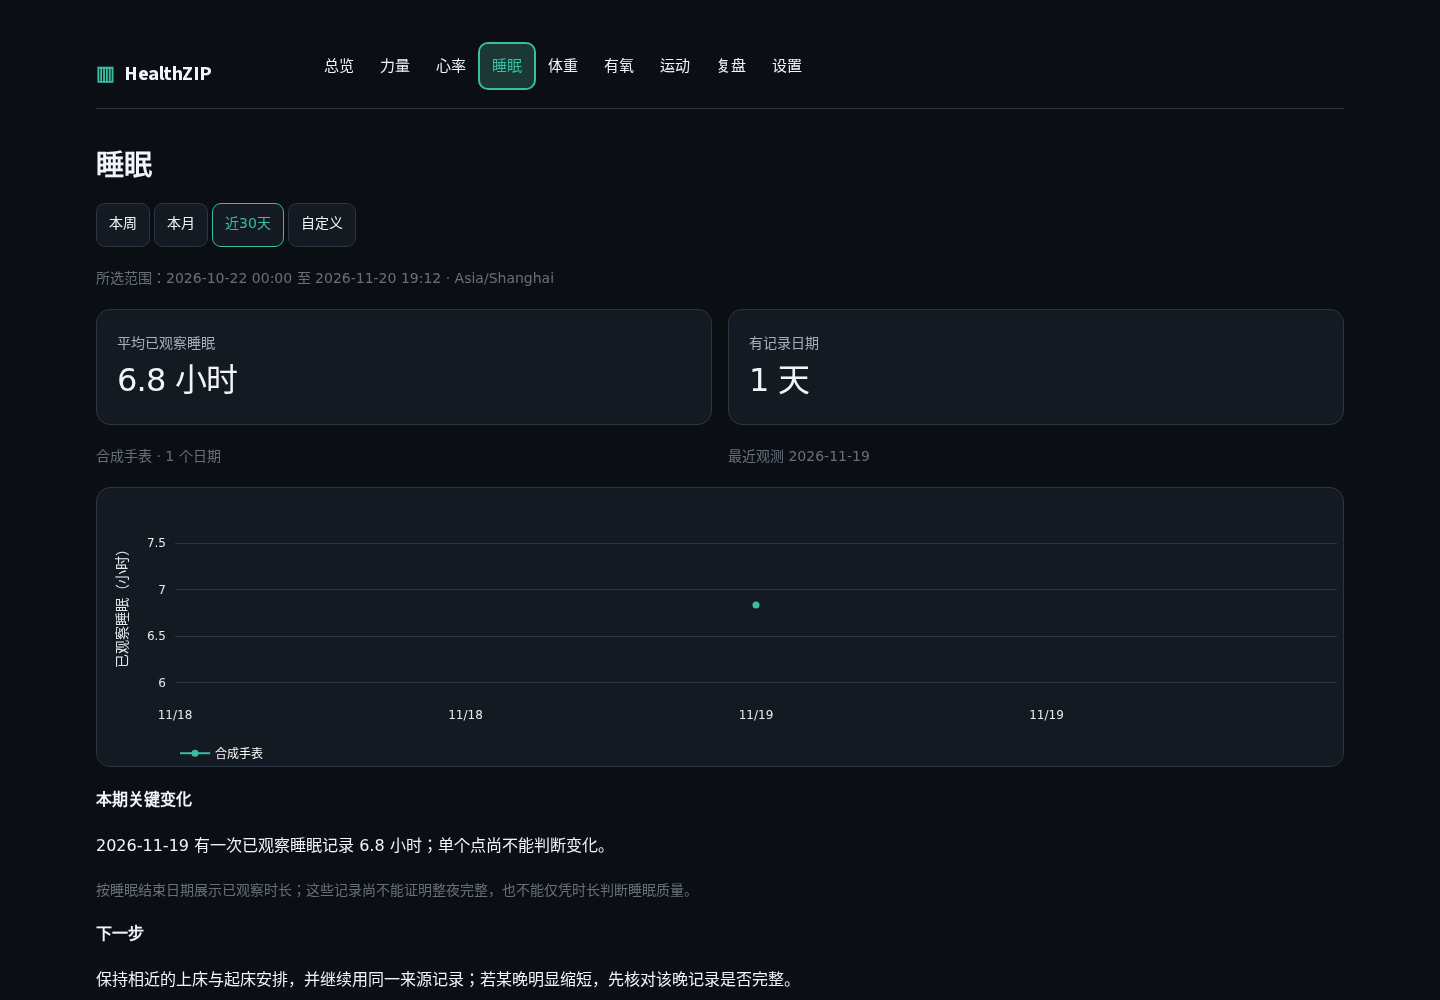 HealthZIP
总览 力量 心率 睡眠 体重 有氧 运动 复盘 设置
睡眠
本周 本月 近30天 自定义
所选范围：2026-10-22 00:00 至 2026-11-20 19:12 · Asia/Shanghai
平均已观察睡眠
6.8 小时
有记录日期
1 天
合成手表 · 1 个日期
最近观测 2026-11-19
已观察睡眠（小时）
7.5
7
6.5
6
11/18 11/18 11/19 11/19
合成手表
本期关键变化
2026-11-19 有一次已观察睡眠记录 6.8 小时；单个点尚不能判断变化。
按睡眠结束日期展示已观察时长；这些记录尚不能证明整夜完整，也不能仅凭时长判断睡眠质量。
下一步
保持相近的上床与起床安排，并继续用同一来源记录；若某晚明显缩短，先核对该晚记录是否完整。